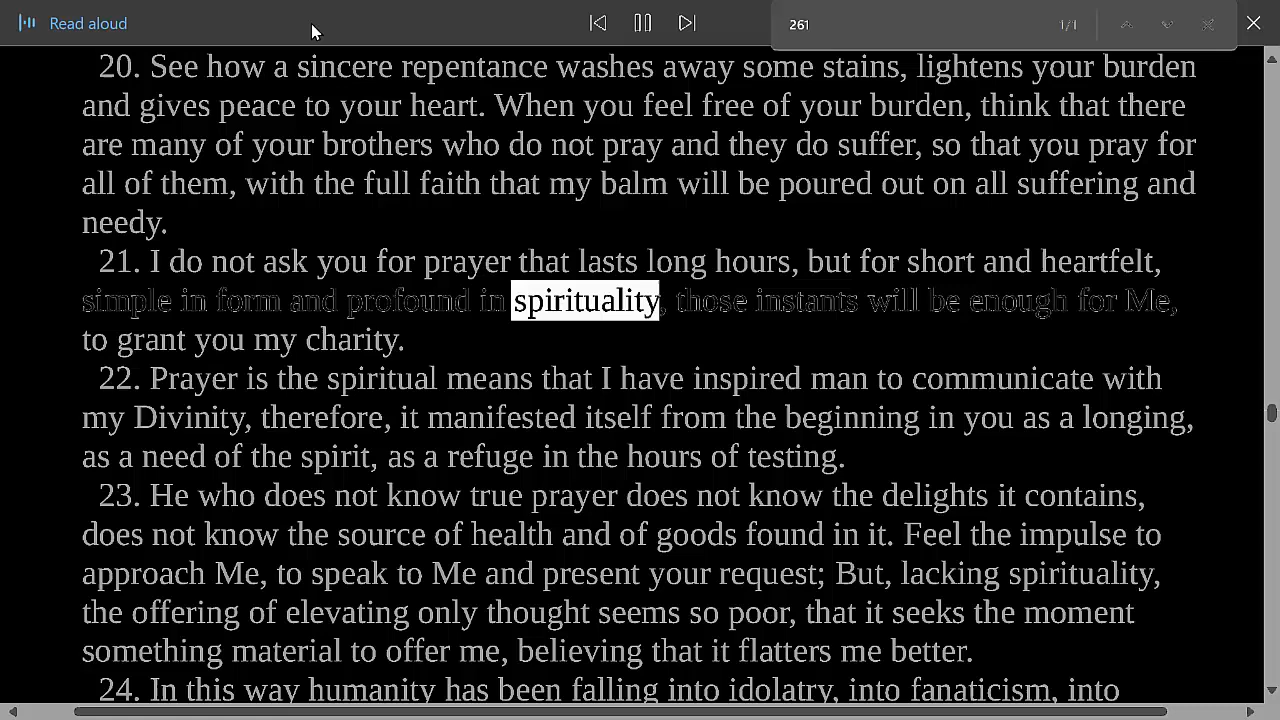 Read aloud
261
1/1
20. See how a sincere repentance washes away some stains, lightens your burden
and gives peace to your heart. When you feel free of your burden, think that there
are many of your brothers who do not pray and they do suffer, so that you pray for
all of them, with the full faith that my balm will be poured out on all suffering and
needy.
21. I do not ask you for prayer that lasts long hours, but for short and heartfelt,
simple in form and profound in spirituality, those instants will be enough for Me,
to grant you my charity.
22. Prayer is the spiritual means that I have inspired man to communicate with
my Divinity, therefore, it manifested itself from the beginning in you as a longing,
as a need of the spirit, as a refuge in the hours of testing.
23. He who does not know true prayer does not know the delights it contains,
does not know the source of health and of goods found in it. Feel the impulse to
approach Me, to speak to Me and present your request; But, lacking spirituality,
the offering of elevating only thought seems so poor, that it seeks the moment
something material to offer me, believing that it flatters me better.
24. In this way humanity has been falling into idolatry, into fanaticism, into